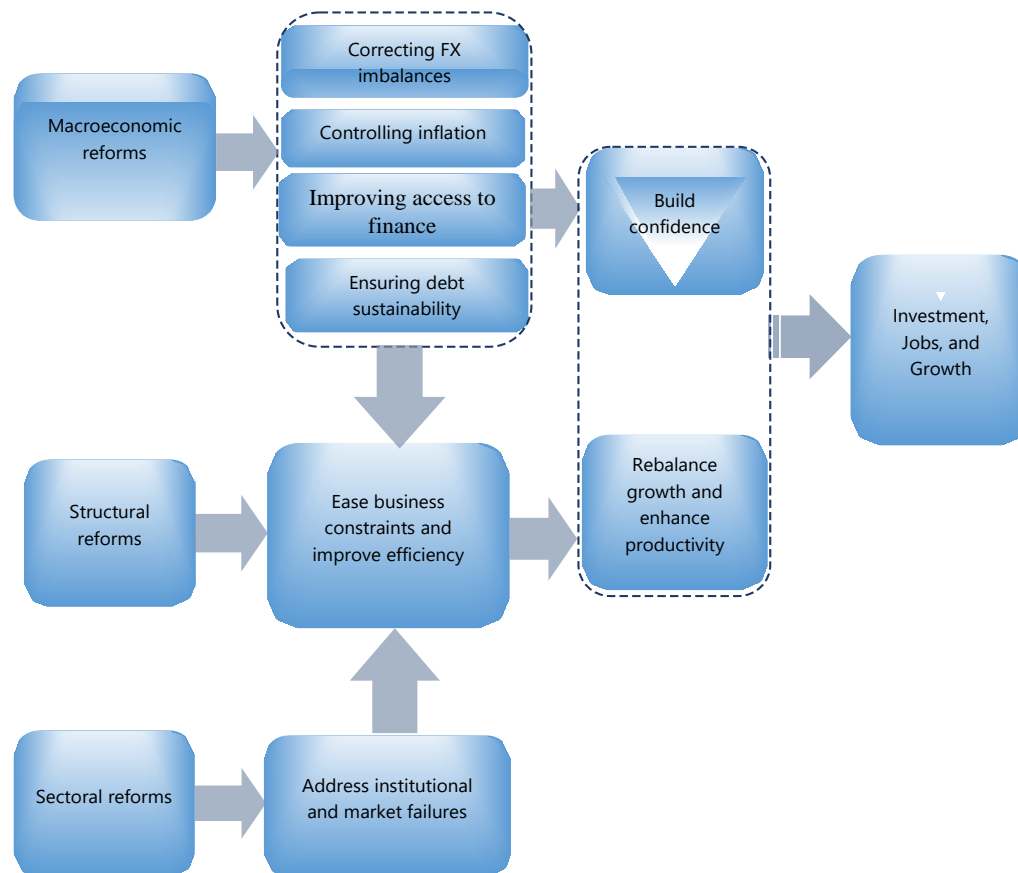 Correcting FX
imbalances
Macroeconomic
reforms
Controlling inflation
Improving access to
finance
Ensuring debt
sustainability
Build
confidence
Investment,
Jobs, and
Growth
Structural
reforms
Ease business
constraints and
improve efficiency
Rebalance
growth and
enhance
productivity
Sectoral reforms
Address institutional
and market failures